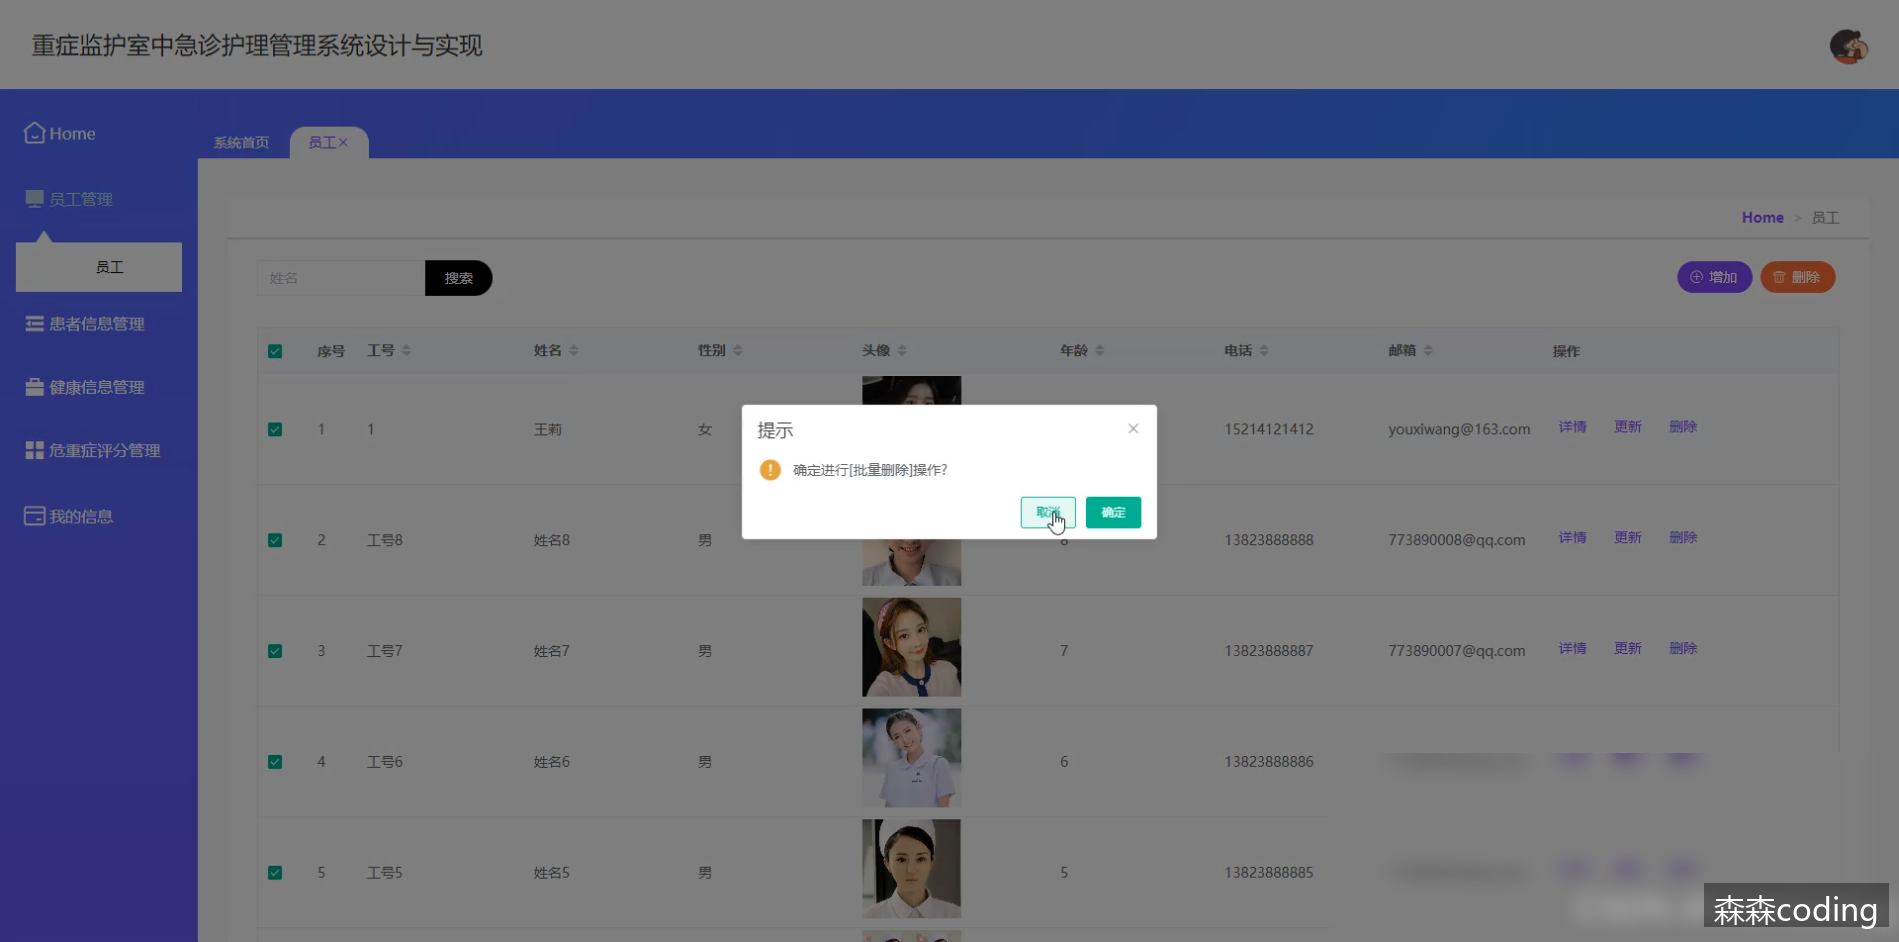 重症监护室中急诊护理管理系统设计与实现
Home
系统首页
员工×
员工管理
Home > 员工
员工
姓名
搜索
增加
删除
患者信息管理
序号 工号 姓名 性别 头像 年龄 电话 邮箱 操作
健康信息管理
1 1 王莉 女 15214121412 youxiwang@163.com 详情 更新 删除
提示
危重症评分管理
确定进行[批量删除]操作?
取消
确定
我的信息
2 工号8 姓名8 男 8 13823888888 773890008@qq.com 详情 更新 删除
3 工号7 姓名7 男 7 13823888887 773890007@qq.com 详情 更新 删除
4 工号6 姓名6 男 6 13823888886
5 工号5 姓名5 男 5 13823888885
森森coding